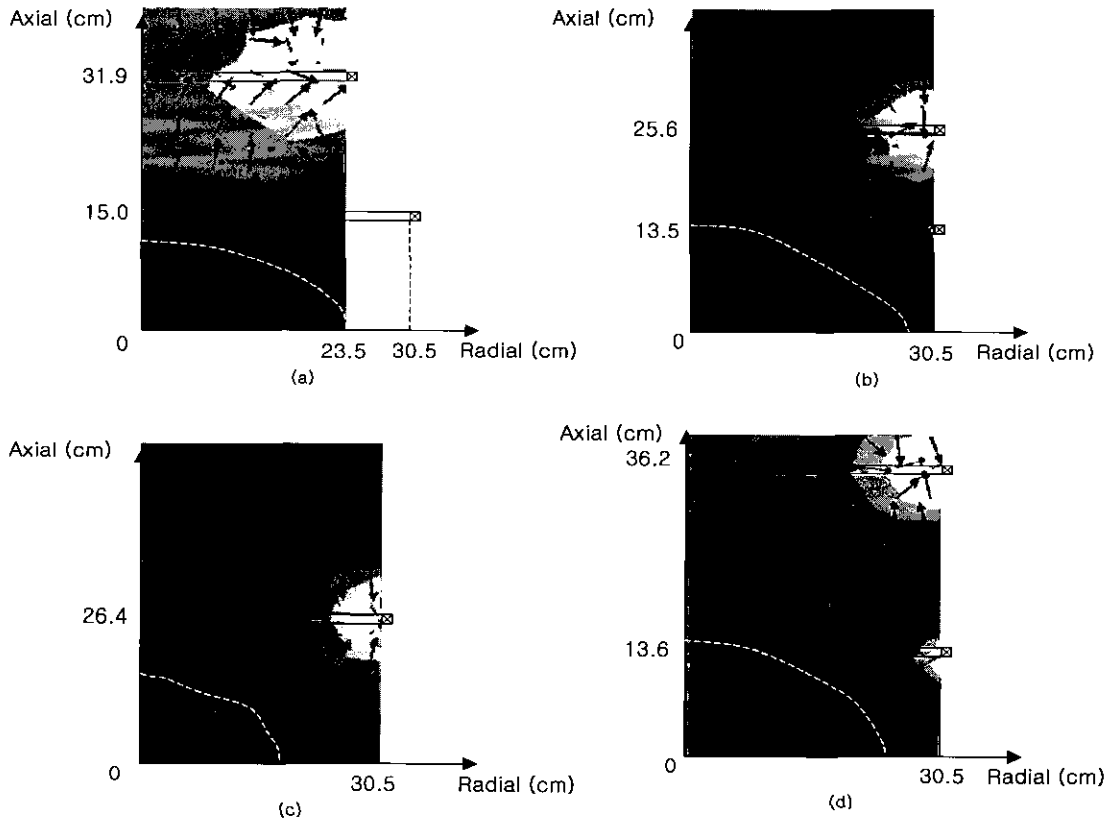 Axial (cm)
31.9
15.0
0
23.5
30.5
Radial (cm)
(a)
Axial (cm)
25.6
13.5
0
30.5
Radial (cm)
(b)
Axial (cm)
26.4
0
30.5
Radial (cm)
(c)
Axial (cm)
36.2
13.6
0
30.5
Radial (cm)
(d)